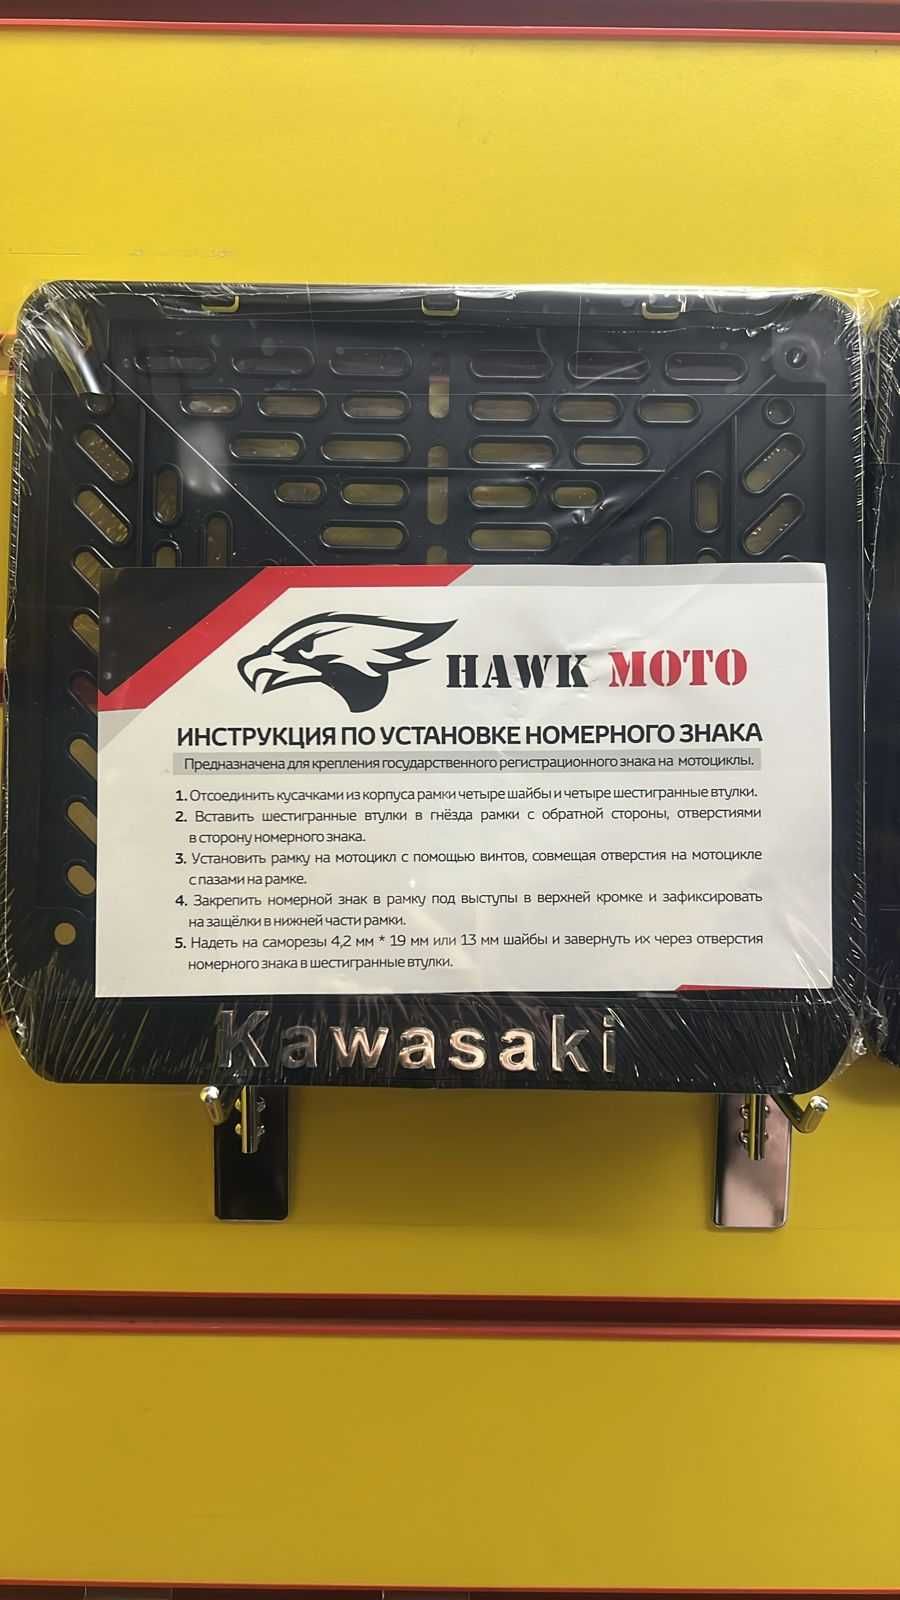 HAWK MOTO
ИНСТРУКЦИЯ ПО УСТАНОВКЕ НОМЕРНОГО ЗНАКА
Предназначена для крепления государственного регистрационного знака на мотоциклы.
1. Отсоединить кусачками из корпуса рамки четыре шайбы и четыре шестигранные втулки.
2. Вставить шестигранные втулки в гнёзда рамки с обратной стороны, отверстиями
в сторону номерного знака.
3. Установить рамку на мотоцикл с помощью винтов, совмещая отверстия на мотоцикле
с пазами на рамке.
4. Закрепить номерной знак в рамку под выступы в верхней кромке и зафиксировать
на защёлки в нижней части рамки.
5. Надеть на саморезы 4,2 мм * 19 мм или 13 мм шайбы и завернуть их через отверстия
номерного знака в шестигранные втулки.
Kawasaki